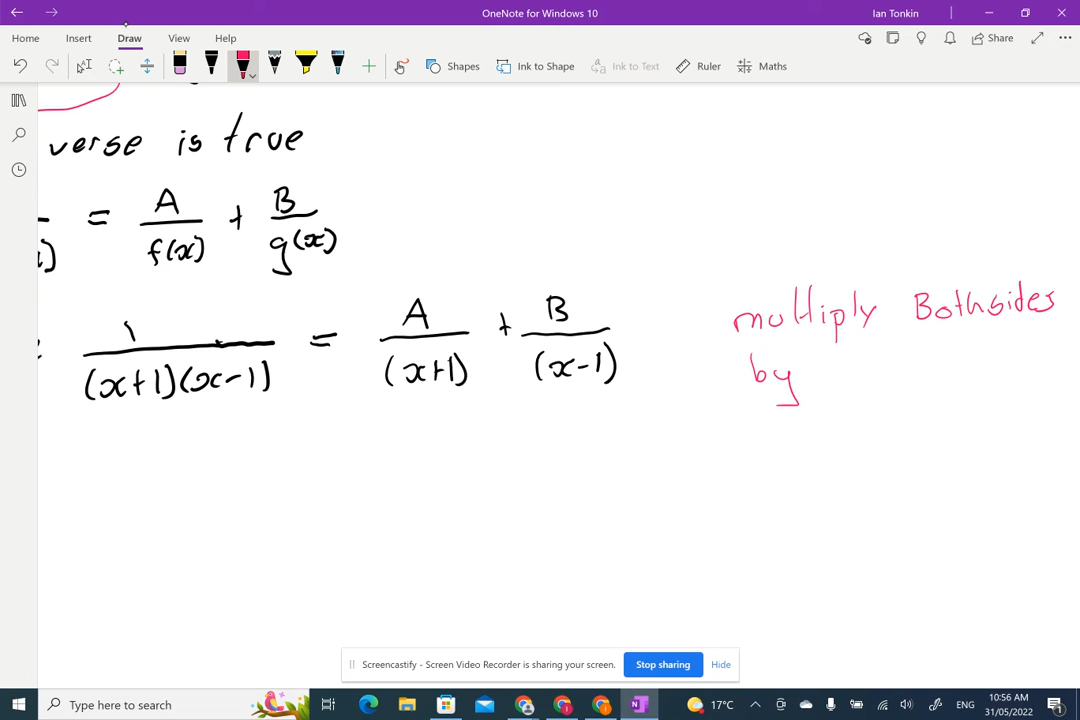 OneNote for Windows 10
Ian Tonkin
Home Insert Draw View Help
Share
Shapes Ink to Shape Ink to Text Ruler Maths
verse is true
= A/f(x) + B/g(x)
1/(x+1)(x-1) = A/(x+1) + B/(x-1)
multiply Bothsides
by
Screencastify - Screen Video Recorder is sharing your screen. Stop sharing Hide
Type here to search
17°C
ENG
10:56 AM
31/05/2022